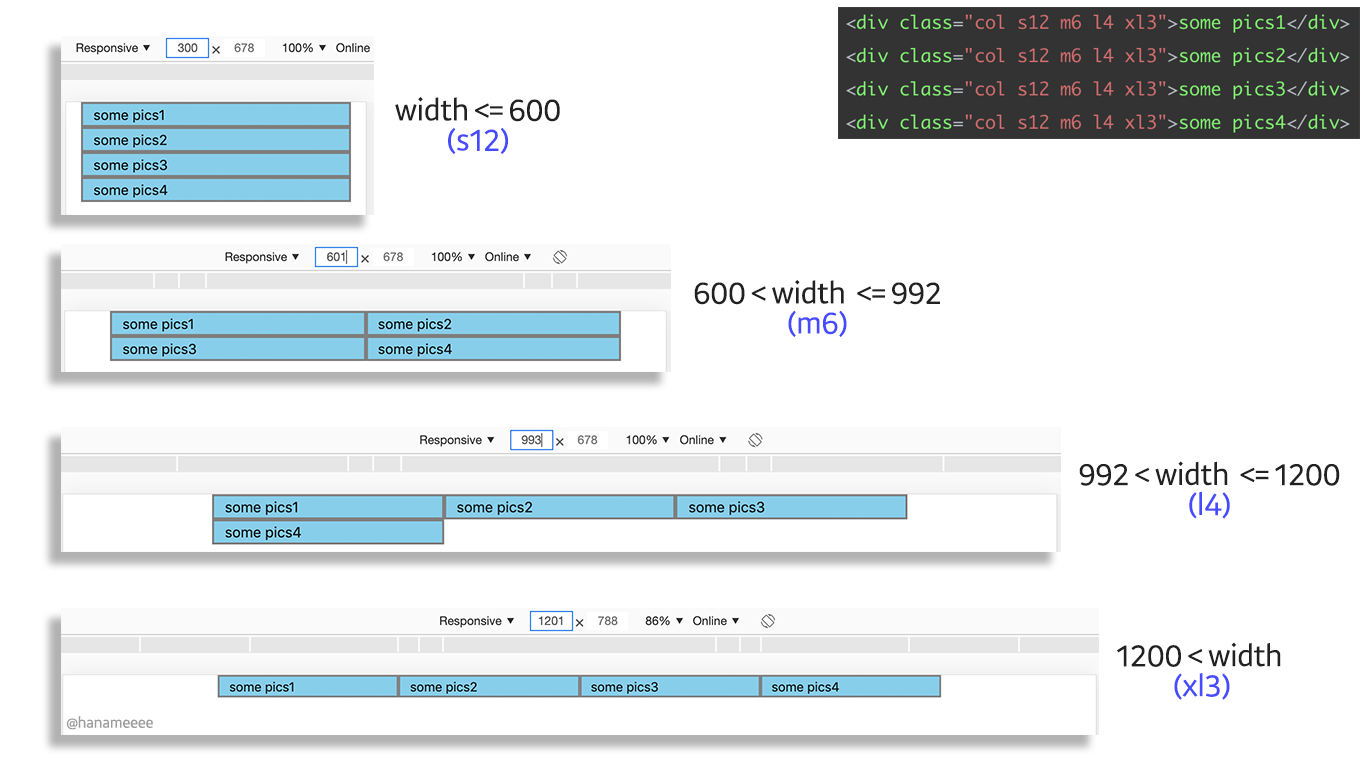 <div class="col s12 m6 l4 xl3">some pics1</div>
<div class="col s12 m6 l4 xl3">some pics2</div>
<div class="col s12 m6 l4 xl3">some pics3</div>
<div class="col s12 m6 l4 xl3">some pics4</div>
Responsive ▼ 300 × 678 100% ▼ Online
some pics1
some pics2
some pics3
some pics4
width <= 600
(s12)
Responsive ▼ 601 × 678 100% ▼ Online ▼
some pics1 some pics2
some pics3 some pics4
600 < width <= 992
(m6)
Responsive ▼ 993 × 678 100% ▼ Online ▼
some pics1 some pics2 some pics3
some pics4
992 < width <= 1200
(l4)
Responsive ▼ 1201 × 788 86% ▼ Online ▼
some pics1 some pics2 some pics3 some pics4
@hanameeee
1200 < width
(xl3)